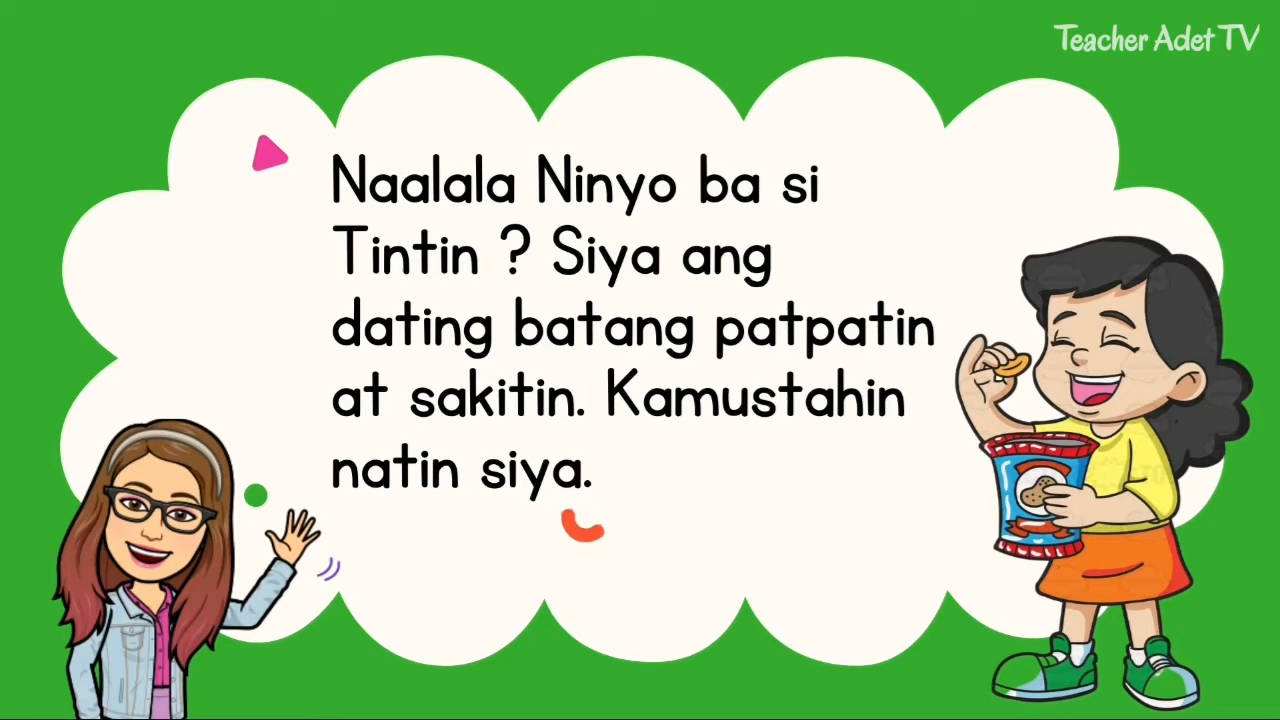 Teacher Adet TV
Naalala Ninyo ba si
Tintin ? Siya ang
dating batang patpatin
at sakitin. Kamustahin
natin siya.